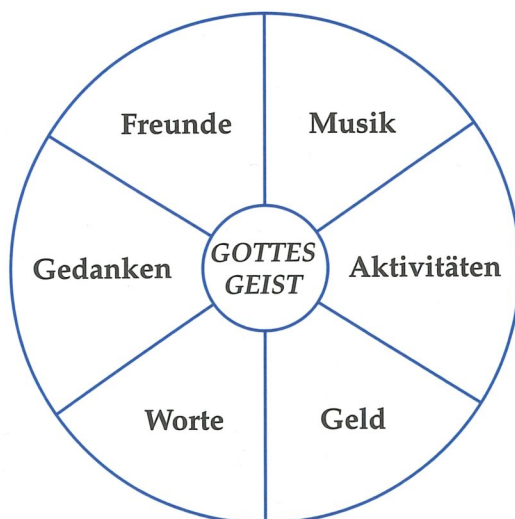 Freunde
Musik
Gedanken
GOTTES
GEIST
Aktivitäten
Worte
Geld